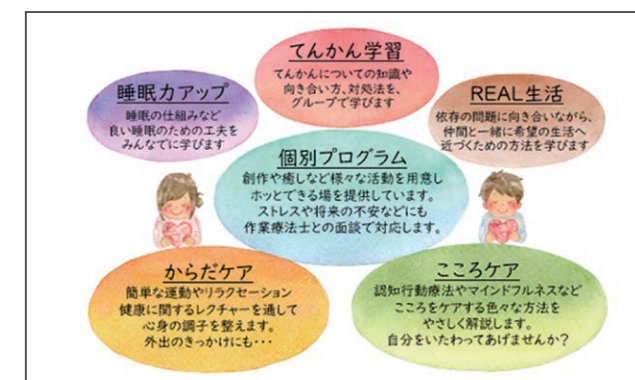 てんかん学習
てんかんについての知識や
向き合い方、対処法を、
グループで学びます
睡眠力アップ
睡眠の仕組みなど
良い睡眠のための工夫を
みんなでに学びます
REAL生活
依存の問題に向き合いながら、
仲間と一緒に希望の生活へ
近づくための方法を学びます
個別プログラム
創作や癒しなど様々な活動を用意し
ホッとできる場を提供しています。
ストレスや将来の不安などにも
作業療法士との面談で対応します。
からだケア
簡単な運動やリラクセーション
健康に関するレクチャーを通して
心身の調子を整えます。
外出のきっかけにも・・・
こころケア
認知行動療法やマインドフルネスなど
こころをケアする色々な方法を
やさしく解説します。
自分をいたわってあげませんか？